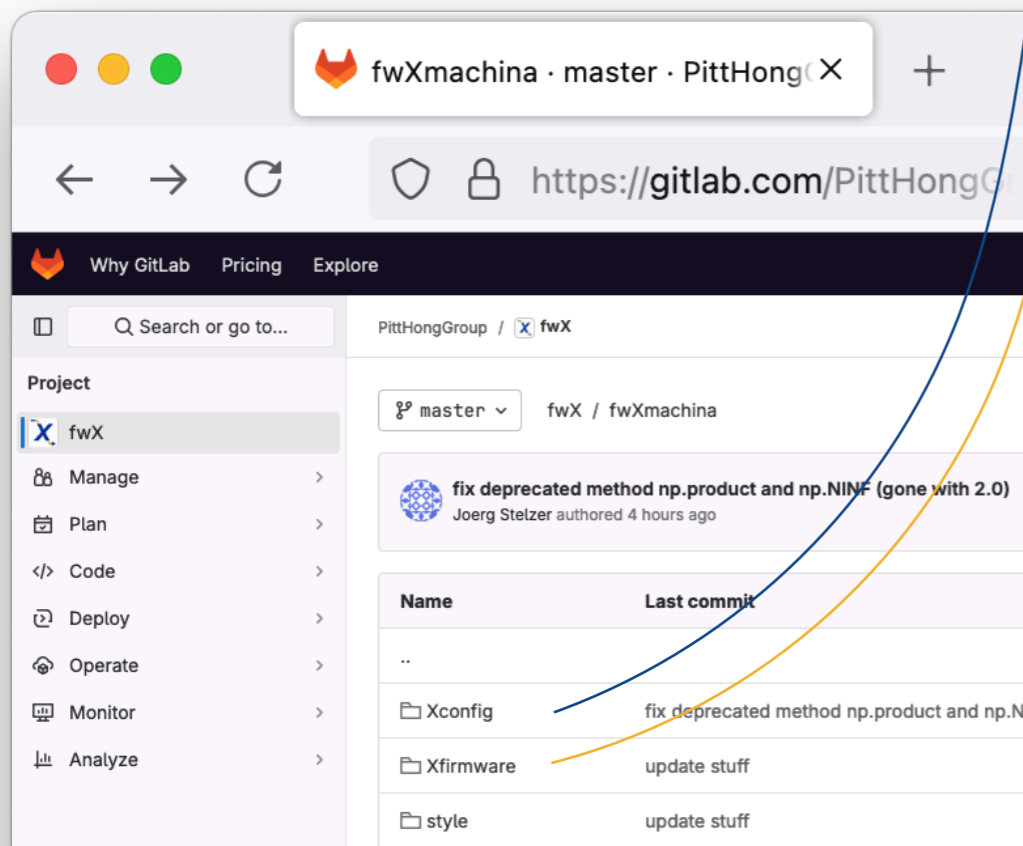 fwXmachina · master · PittHong
https://gitlab.com/PittHongG
Why GitLab Pricing Explore
Search or go to...
PittHongGroup / fwX
Project
master fwX / fwXmachina
fwX
Manage
fix deprecated method np.product and np.NINF (gone with 2.0)
Joerg Stelzer authored 4 hours ago
Plan
Code
Deploy
Name Last commit
Operate
..
Monitor
Xconfig fix deprecated method np.product and np.N
Analyze
Xfirmware update stuff
style update stuff